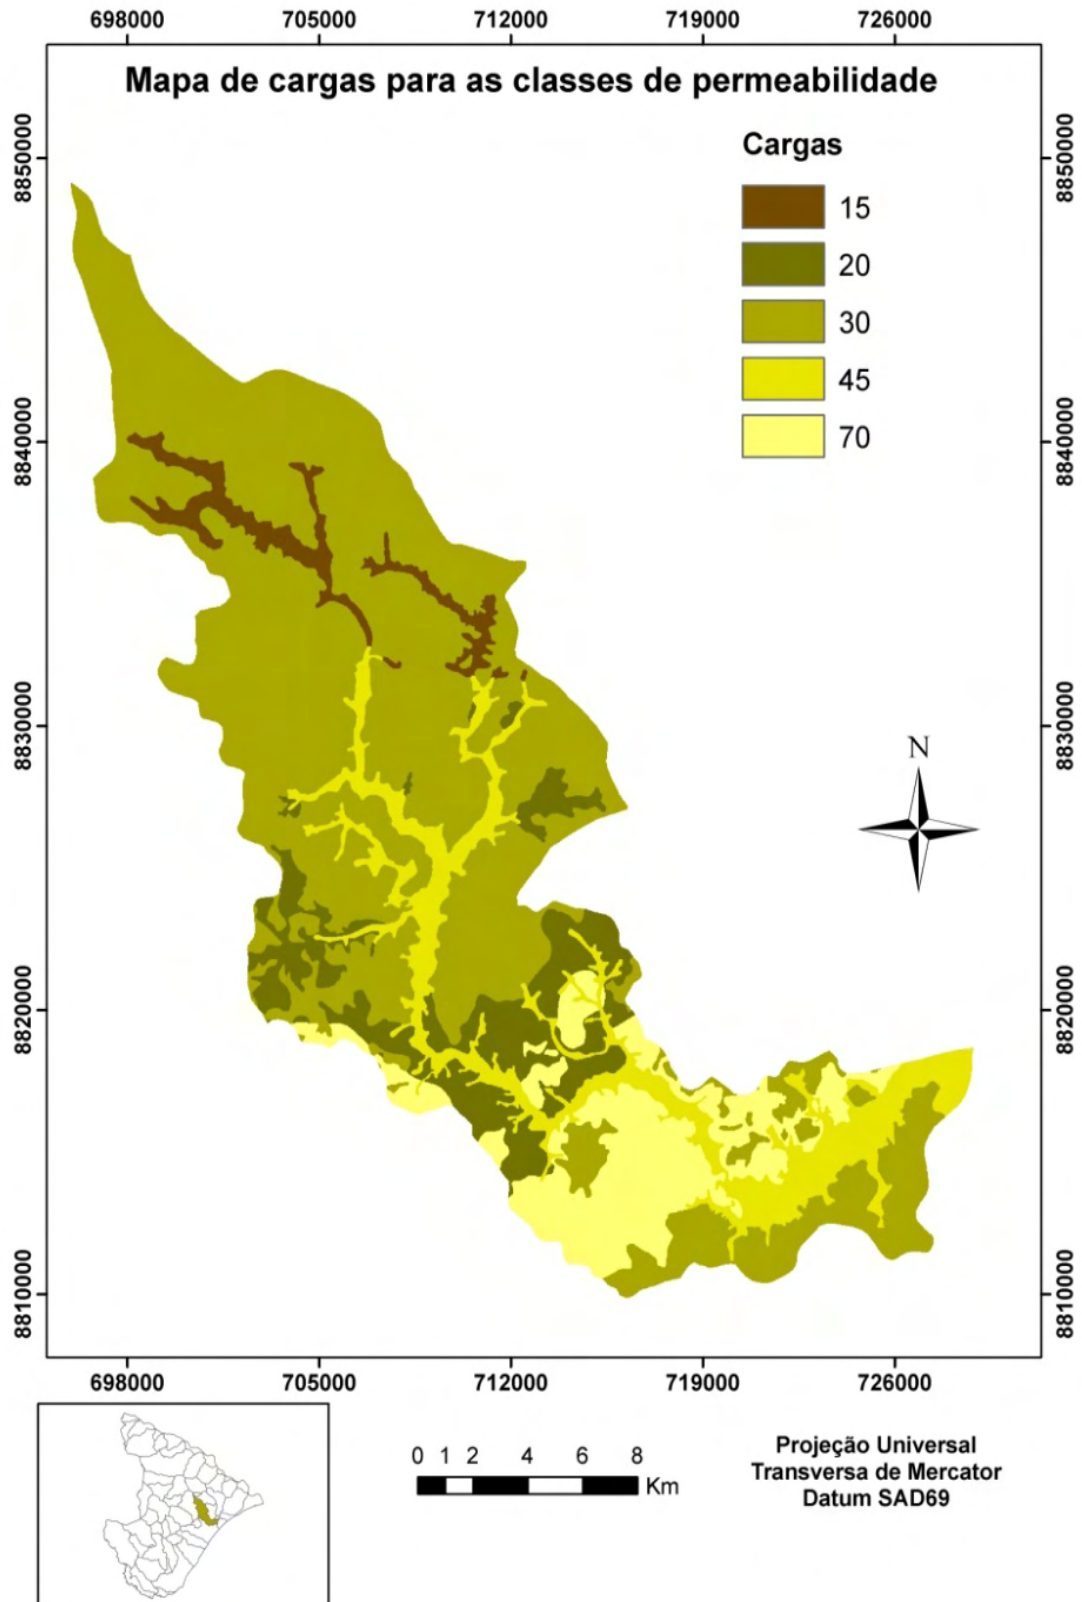 698000 705000 712000 719000 726000
Mapa de cargas para as classes de permeabilidade
Cargas
15
20
30
45
70
8850000
8840000
8830000
8820000
8810000
8850000
8840000
8830000
8820000
8810000
N
698000 705000 712000 719000 726000
0 1 2 4 6 8
Km
Projeção Universal
Transversa de Mercator
Datum SAD69